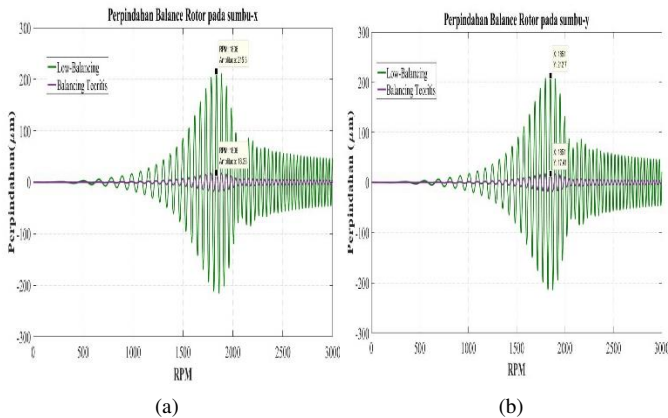 Perpindahan Balance Rotor pada sumbu-x
Perpindahan (μm)
300
200
100
0
-100
-200
-300
Low-Balancing
Balancing Teoritis
0
500
1000
1500
2000
2500
3000
RPM
(a)
Perpindahan Balance Rotor pada sumbu-y
Perpindahan(μm)
300
200
100
0
-100
-200
-300
Low-Balancing
Balancing Teoritis
0
500
1000
1500
2000
2500
3000
RPM
(b)